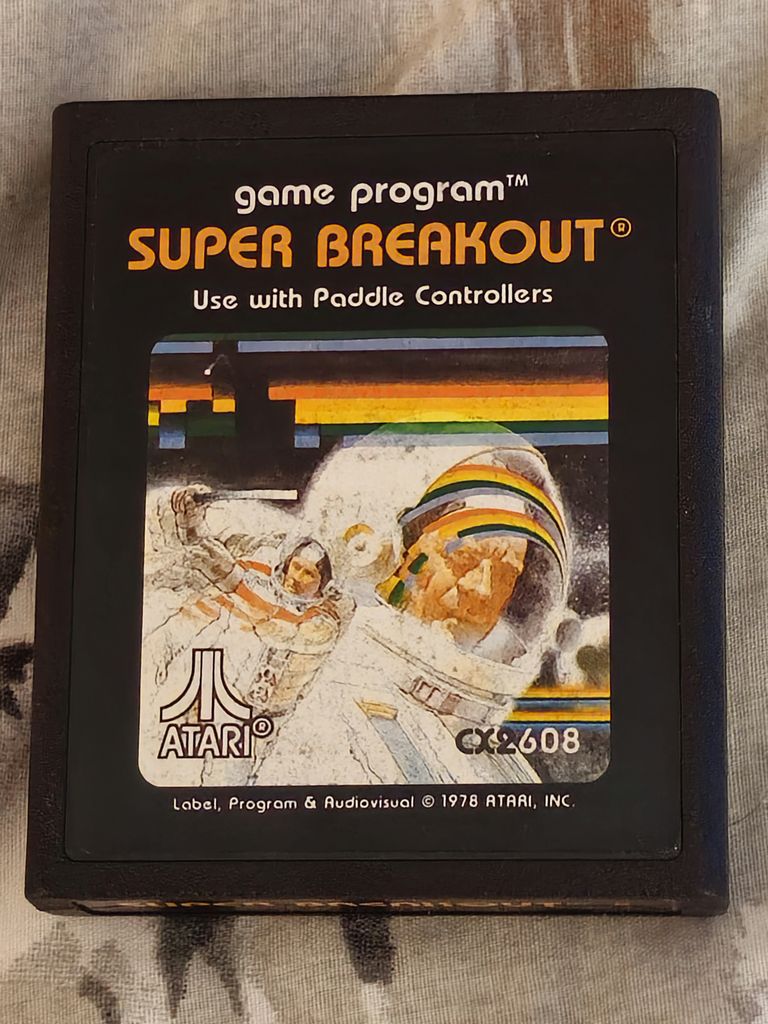 game program™
SUPER BREAKOUT®
Use with Paddle Controllers
ATARI®
CX2608
Label, Program & Audiovisual © 1978 ATARI, INC.